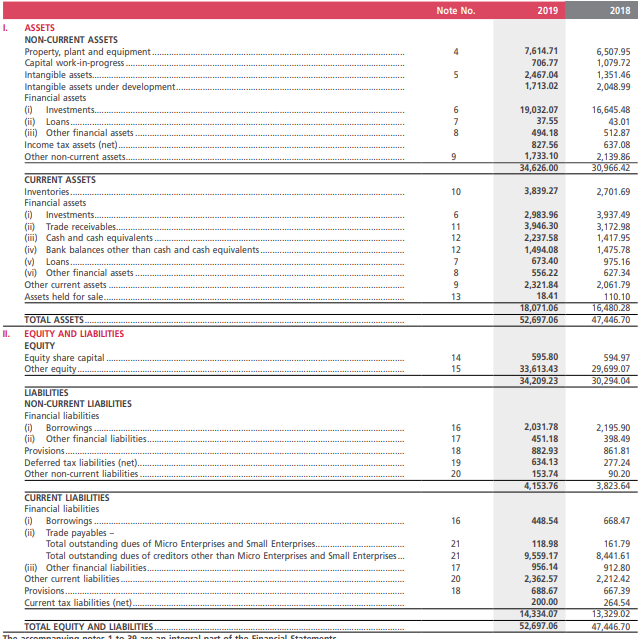 Note No. 2019 2018
I. ASSETS
NON-CURRENT ASSETS
Property, plant and equipment 4 7,614.71 6,507.95
Capital work-in-progress 706.77 1,079.72
Intangible assets 5 2,467.04 1,351.46
Intangible assets under development 1,713.02 2,048.99
Financial assets
(i) Investments 6 19,032.07 16,645.48
(ii) Loans 7 37.55 43.01
(iii) Other financial assets 8 494.18 512.87
Income tax assets (net) 827.56 637.08
Other non-current assets 9 1,733.10 2,139.86
34,626.00 30,966.42
CURRENT ASSETS
Inventories 10 3,839.27 2,701.69
Financial assets
(i) Investments 6 2,983.96 3,937.49
(ii) Trade receivables 11 3,946.30 3,172.98
(iii) Cash and cash equivalents 12 2,237.58 1,417.95
(iv) Bank balances other than cash and cash equivalents 12 1,494.08 1,475.78
(v) Loans 7 673.40 975.16
(vi) Other financial assets 8 556.22 627.34
Other current assets 9 2,321.84 2,061.79
Assets held for sale 13 18.41 110.10
18,071.06 16,480.28
TOTAL ASSETS 52,697.06 47,446.70
II. EQUITY AND LIABILITIES
EQUITY
Equity share capital 14 595.80 594.97
Other equity 15 33,613.43 29,699.07
34,209.23 30,294.04
LIABILITIES
NON-CURRENT LIABILITIES
Financial liabilities
(i) Borrowings 16 2,031.78 2,195.90
(ii) Other financial liabilities 17 451.18 398.49
Provisions 18 882.93 861.81
Deferred tax liabilities (net) 19 634.13 277.24
Other non-current liabilities 20 153.74 90.20
4,153.76 3,823.64
CURRENT LIABILITIES
Financial liabilities
(i) Borrowings 16 448.54 668.47
(ii) Trade payables –
Total outstanding dues of Micro Enterprises and Small Enterprises 21 118.98 161.79
Total outstanding dues of creditors other than Micro Enterprises and Small Enterprises 21 9,559.17 8,441.61
(iii) Other financial liabilities 17 956.14 912.80
Other current liabilities 20 2,362.57 2,212.42
Provisions 18 688.67 667.39
Current tax liabilities (net) 200.00 264.54
14,334.07 13,329.02
TOTAL EQUITY AND LIABILITIES 52,697.06 47,446.70
The accompanying notes 1 to 39 are an integral part of the Financial Statements